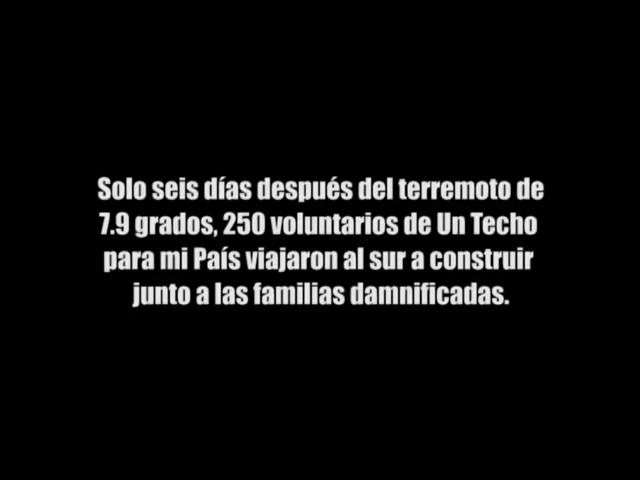 Solo seis días después del terremoto de
7.9 grados, 250 voluntarios de Un Techo
para mi País viajaron al sur a construir
junto a las familias damnificadas.